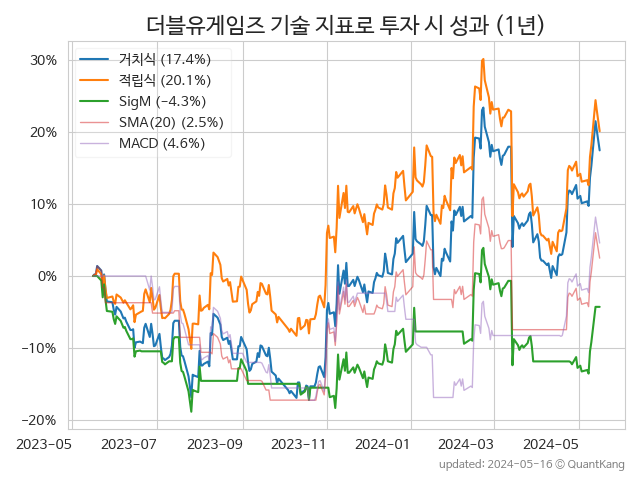 더블유게임즈 기술 지표로 투자 시 성과 (1년)
30%
20%
10%
0%
−10%
−20%
거치식 (17.4%)
적립식 (20.1%)
SigM (−4.3%)
SMA(20) (2.5%)
MACD (4.6%)
2023-05 2023-07 2023-09 2023-11 2024-01 2024-03 2024-05
updated: 2024-05-16 ⓒ QuantKang